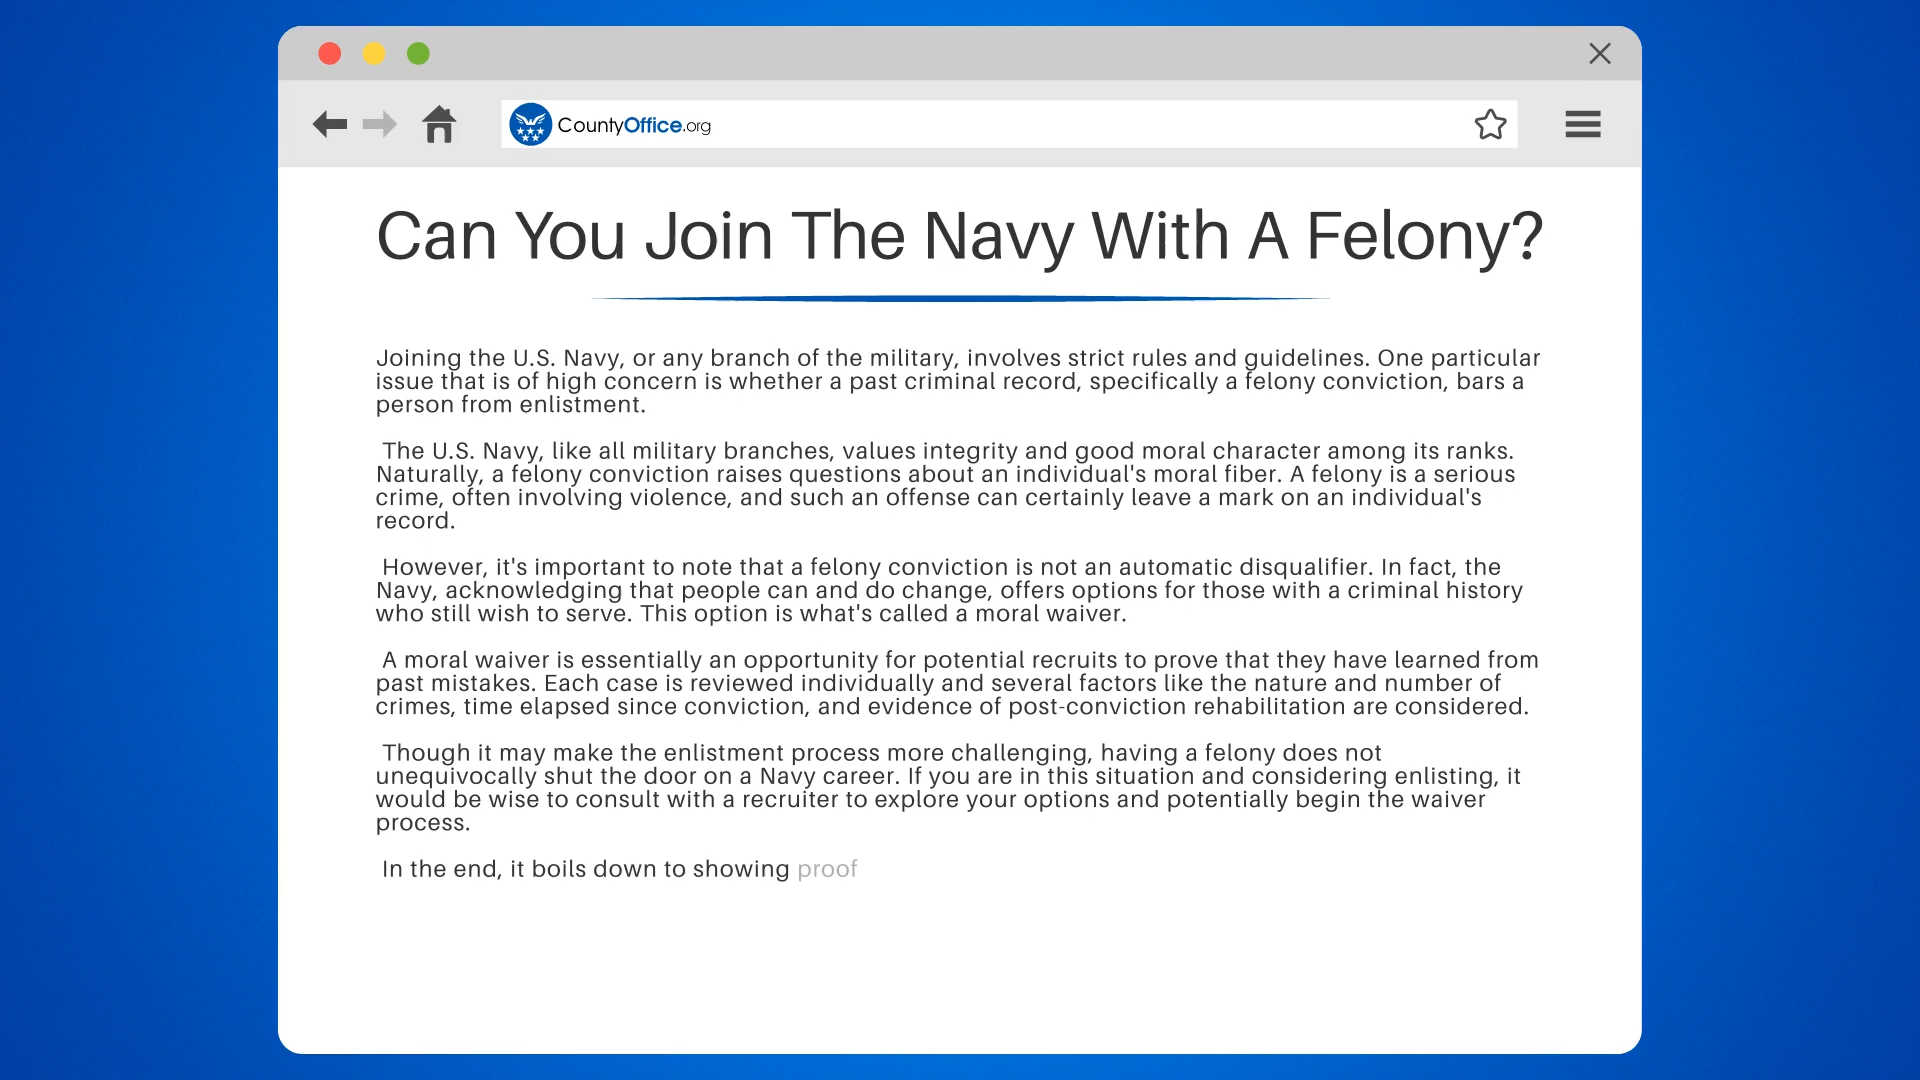 CountyOffice.org
Can You Join The Navy With A Felony?
Joining the U.S. Navy, or any branch of the military, involves strict rules and guidelines. One particular
issue that is of high concern is whether a past criminal record, specifically a felony conviction, bars a
person from enlistment.
The U.S. Navy, like all military branches, values integrity and good moral character among its ranks.
Naturally, a felony conviction raises questions about an individual's moral fiber. A felony is a serious
crime, often involving violence, and such an offense can certainly leave a mark on an individual's
record.
However, it's important to note that a felony conviction is not an automatic disqualifier. In fact, the
Navy, acknowledging that people can and do change, offers options for those with a criminal history
who still wish to serve. This option is what's called a moral waiver.
A moral waiver is essentially an opportunity for potential recruits to prove that they have learned from
past mistakes. Each case is reviewed individually and several factors like the nature and number of
crimes, time elapsed since conviction, and evidence of post-conviction rehabilitation are considered.
Though it may make the enlistment process more challenging, having a felony does not
unequivocally shut the door on a Navy career. If you are in this situation and considering enlisting, it
would be wise to consult with a recruiter to explore your options and potentially begin the waiver
process.
In the end, it boils down to showing proof